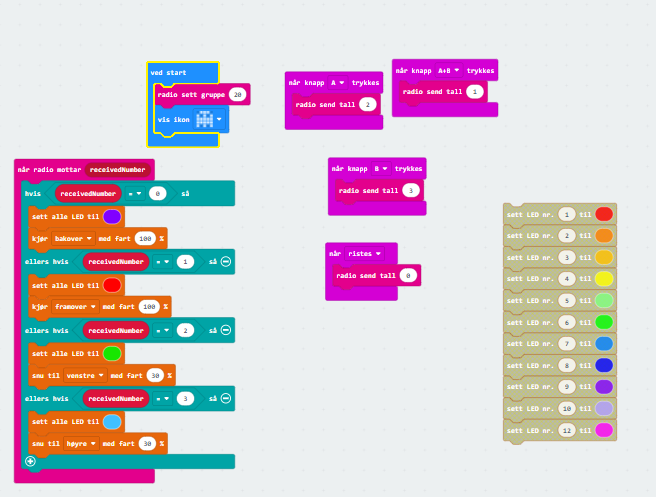 ved start
radio sett gruppe 20
vis ikon
når knapp A trykkes
radio send tall 2
når knapp A+B trykkes
radio send tall 1
når knapp B trykkes
radio send tall 3
når ristes
radio send tall 0
når radio mottar receivedNumber
hvis receivedNumber = 0 så
sett alle LED til
kjør bakover med fart 100 %
ellers hvis receivedNumber = 1 så
sett alle LED til
kjør framover med fart 100 %
ellers hvis receivedNumber = 2 så
sett alle LED til
snu til venstre med fart 30 %
ellers hvis receivedNumber = 3 så
sett alle LED til
snu til høyre med fart 30 %
sett LED nr. 1 til
sett LED nr. 2 til
sett LED nr. 3 til
sett LED nr. 4 til
sett LED nr. 5 til
sett LED nr. 6 til
sett LED nr. 7 til
sett LED nr. 8 til
sett LED nr. 9 til
sett LED nr. 10 til
sett LED nr. 12 til